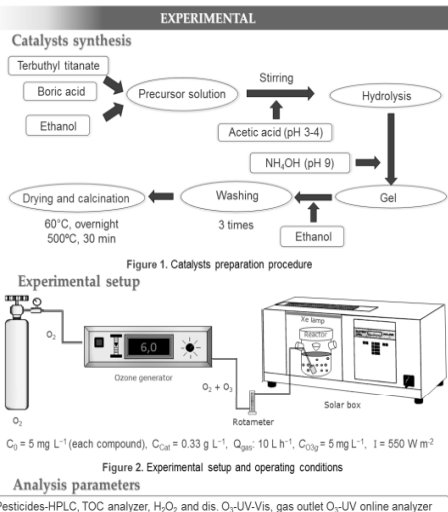 EXPERIMENTAL
Catalysts synthesis
Terbuthyl titanate
Boric acid
Ethanol
Precursor solution
Stirring
Acetic acid (pH 3-4)
Hydrolysis
NH₄OH (pH 9)
Gel
Ethanol
Washing
3 times
Drying and calcination
60°C, overnight
500ºC, 30 min
Figure 1. Catalysts preparation procedure
Experimental setup
O₂
O₂
6,0
Ozone generator
O₂ + O₃
Rotameter
Xe lamp
Reactor
Solar box
C₀ = 5 mg L⁻¹ (each compound), C_Cat = 0.33 g L⁻¹, Q_gas: 10 L h⁻¹, C_O3g = 5 mg L⁻¹, I = 550 W m⁻²
Figure 2. Experimental setup and operating conditions
Analysis parameters
Pesticides-HPLC, TOC analyzer, H₂O₂ and dis. O₃-UV-Vis, gas outlet O₃-UV online analyzer